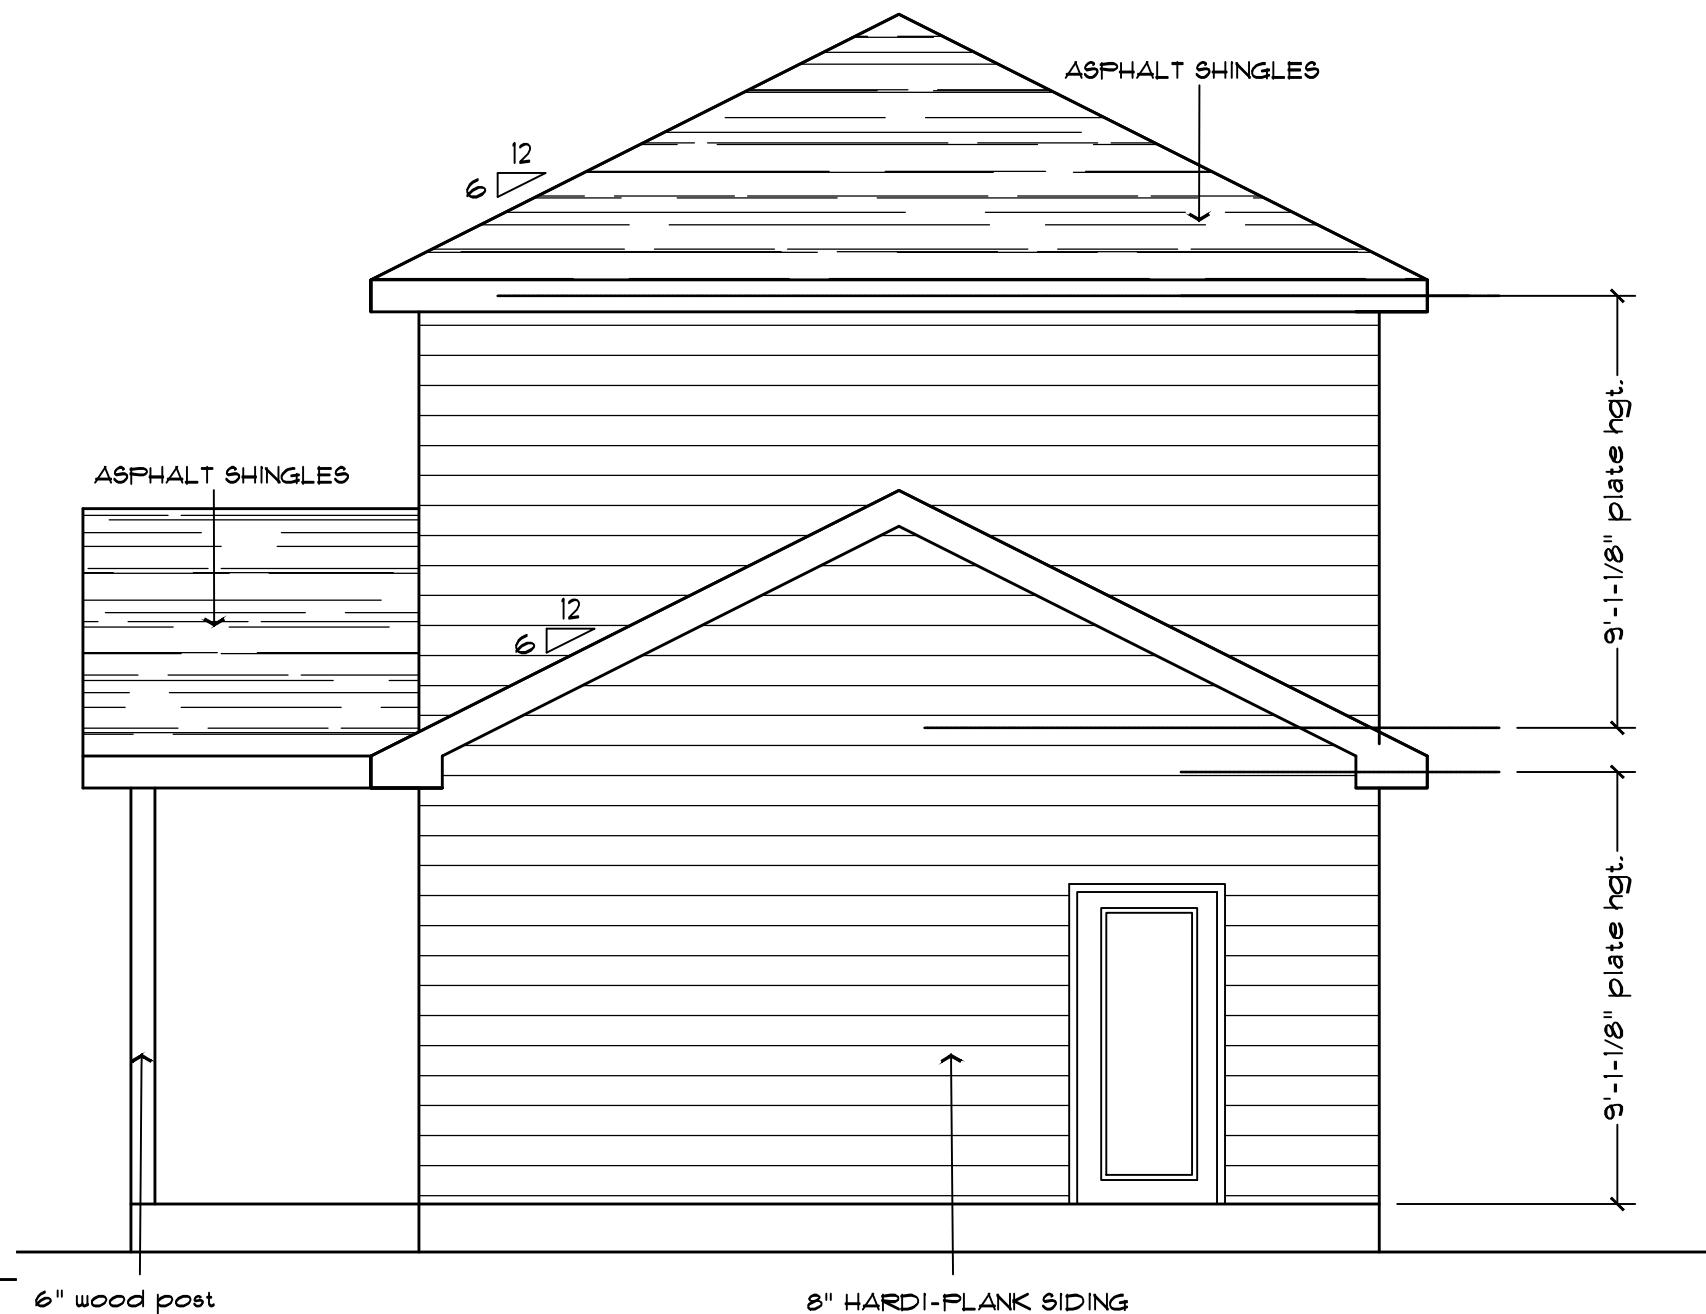 ASPHALT SHINGLES
12
6
9'-1-1/8" plate hgt.
ASPHALT SHINGLES
12
6
9'-1-1/8" plate hgt.
6" wood post
8" HARDI-PLANK SIDING